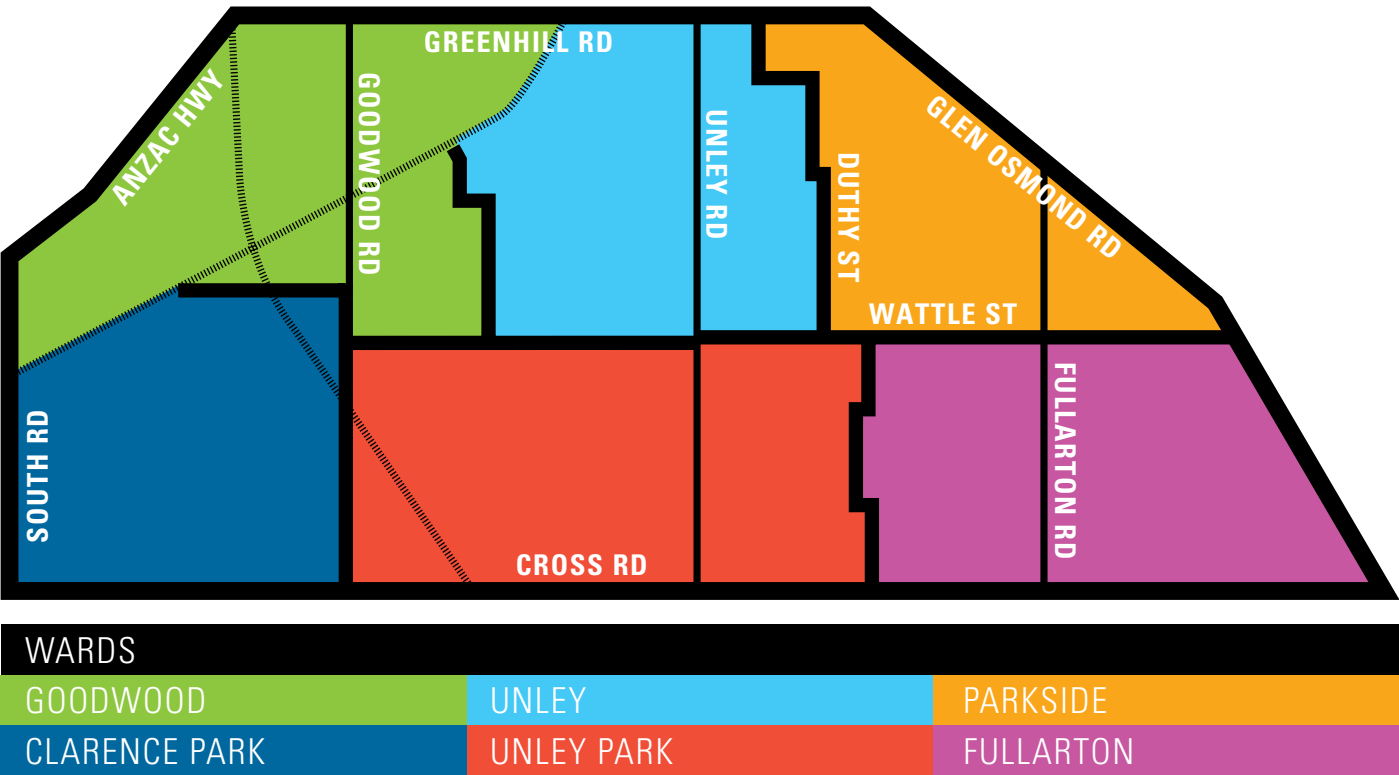 GREENHILL RD
ANZAC HWY
GOODWOOD RD
UNLEY RD
DUTHY ST
GLEN OSMOND RD
WATTLE ST
SOUTH RD
FULLARTON RD
CROSS RD
WARDS
GOODWOOD
UNLEY
PARKSIDE
CLARENCE PARK
UNLEY PARK
FULLARTON